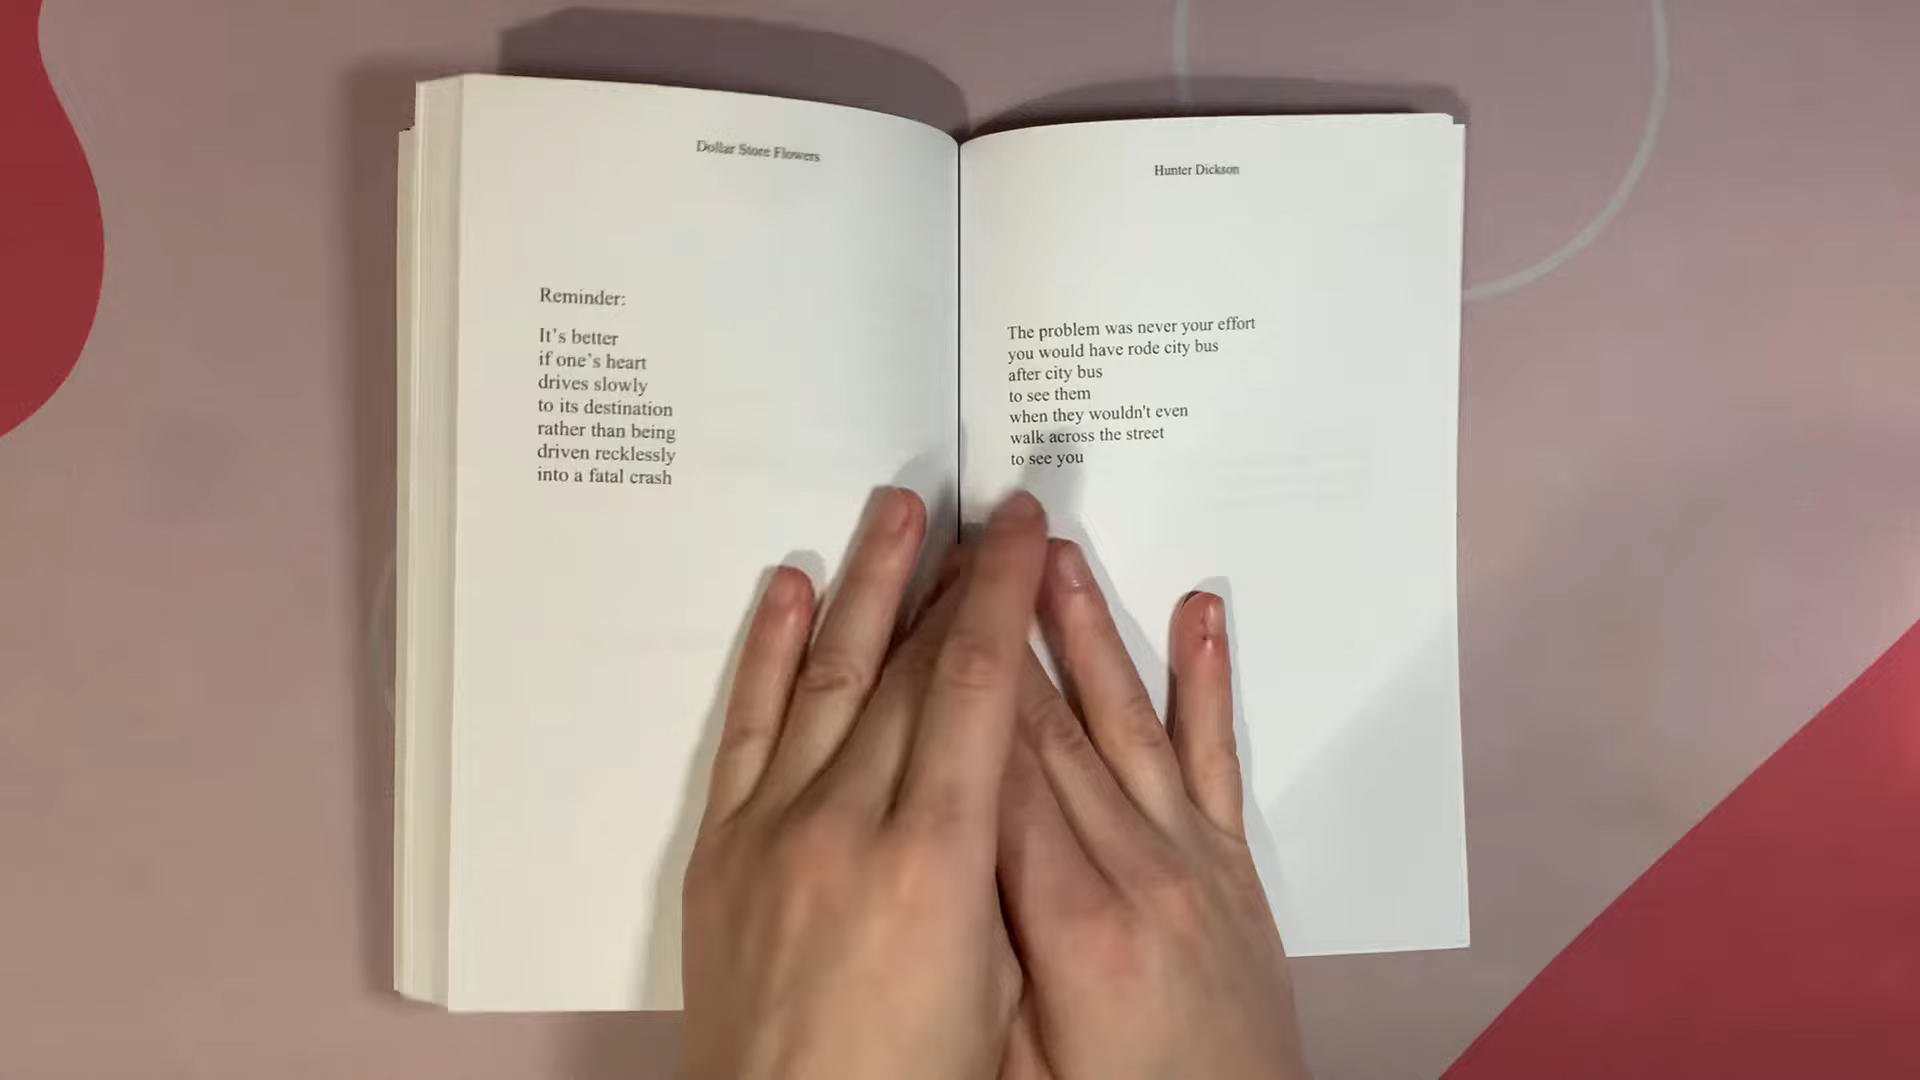 Dollar Store Flowers
Reminder:
It's better
if one's heart
drives slowly
to its destination
rather than being
driven recklessly
into a fatal crash
Hunter Dickson
The problem was never your effort
you would have rode city bus
after city bus
to see them
when they wouldn't even
walk across the street
to see you